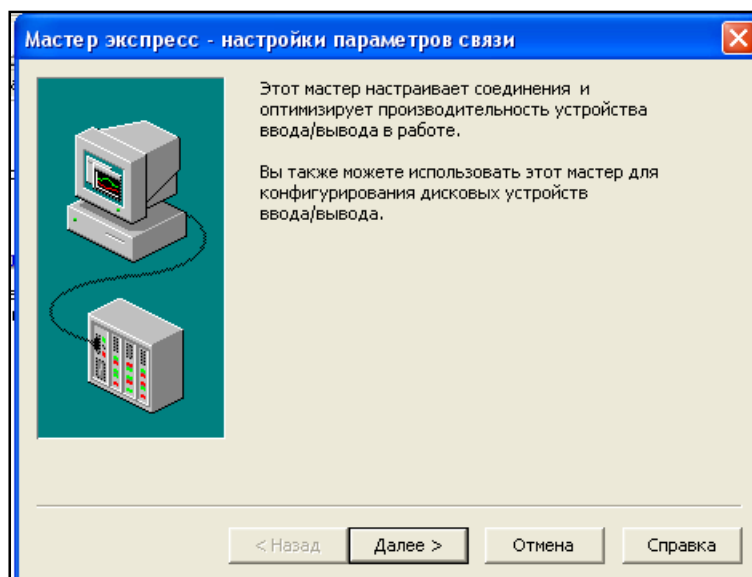 Мастер экспресс - настройки параметров связи
Этот мастер настраивает соединения и
оптимизирует производительность устройства
ввода/вывода в работе.
Вы также можете использовать этот мастер для
конфигурирования дисковых устройств
ввода/вывода.
< Назад Далее > Отмена Справка